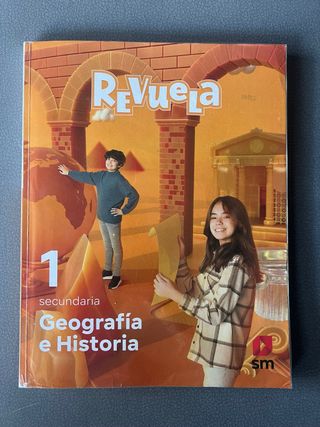 REVUELA
1
secundaria
Geografía
e Historia
sm